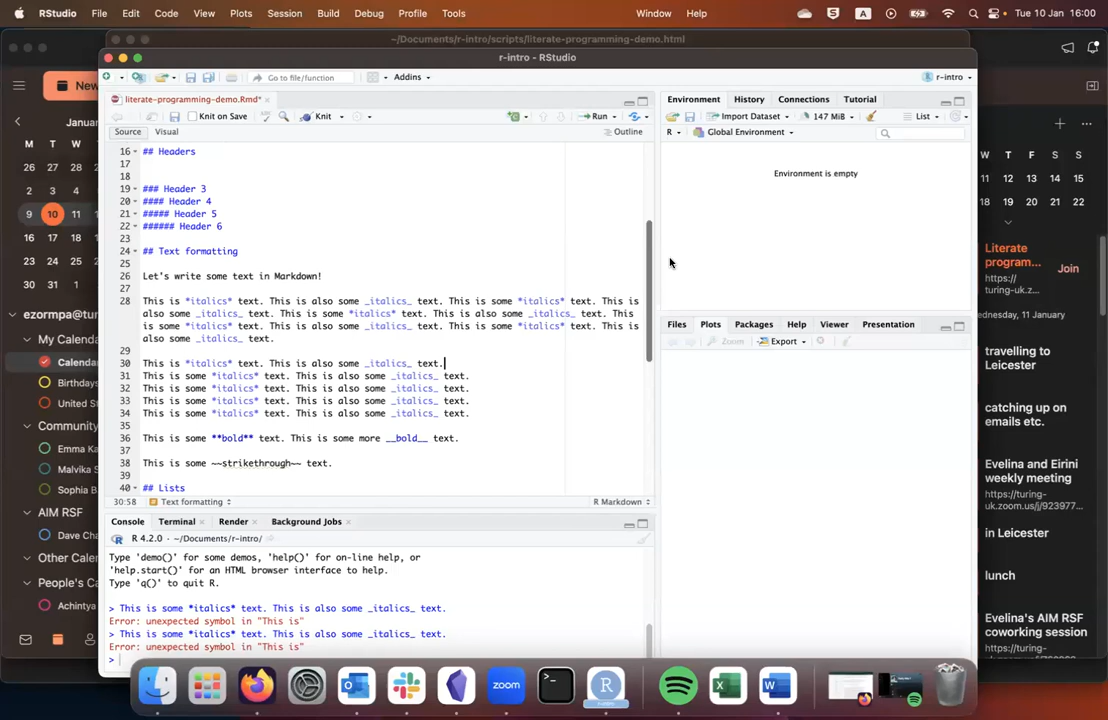 RStudio File Edit Code View Plots Session Build Debug Profile Tools Window Help Tue 10 Jan 16:00
~/Documents/r-intro/scripts/literate-programming-demo.html
r-intro - RStudio
Go to file/function Addins r-intro
literate-programming-demo.Rmd*
Knit on Save Knit Run
Source Visual Outline
16 ## Headers
17
18
19 ### Header 3
20 #### Header 4
21 ##### Header 5
22 ###### Header 6
23
24 ## Text formatting
25
26 Let's write some text in Markdown!
27
28 This is *italics* text. This is also some _italics_ text. This is some *italics* text. This is
also some _italics_ text. This is some *italics* text. This is also some _italics_ text. This
is some *italics* text. This is also some _italics_ text. This is some *italics* text. This is
also some _italics_ text.
29
30 This is *italics* text. This is also some _italics_ text.
31 This is some *italics* text. This is also some _italics_ text.
32 This is some *italics* text. This is also some _italics_ text.
33 This is some *italics* text. This is also some _italics_ text.
34 This is some *italics* text. This is also some _italics_ text.
35
36 This is some **bold** text. This is some more __bold__ text.
37
38 This is some ~~strikethrough~~ text.
39
40 ## Lists
30:58 Text formatting R Markdown
Console Terminal Render Background Jobs
R 4.2.0 · ~/Documents/r-intro/
Type 'demo()' for some demos, 'help()' for on-line help, or
'help.start()' for an HTML browser interface to help.
Type 'q()' to quit R.
> This is some *italics* text. This is also some _italics_ text.
Error: unexpected symbol in "This is"
> This is some *italics* text. This is also some _italics_ text.
Error: unexpected symbol in "This is"
>
Environment History Connections Tutorial
Import Dataset 147 MiB List
R Global Environment
Environment is empty
Files Plots Packages Help Viewer Presentation
Zoom Export
New
Janua
M T W
26 27 28
2 3 4
9 10 11
16 17 18
23 24 25
30 31
ezormpa@tu
My Calenda
Calenda
Birthdays
United St
Community
Emma Ka
Malvika S
Sophia B
AIM RSF
Dave Cha
Other Cale
People's Ca
Achintya
W T F S S
11 12 13 14 15
18 19 20 21 22
Literate
program...
Join
https://
turing-uk.z...
ednesday, 11 January
travelling to
Leicester
catching up on
emails etc.
Evelina and Eirini
weekly meeting
https://turing-
uk.zoom.us/j/923977...
in Leicester
lunch
Evelina's AIM RSF
coworking session
https://turing-
zoom